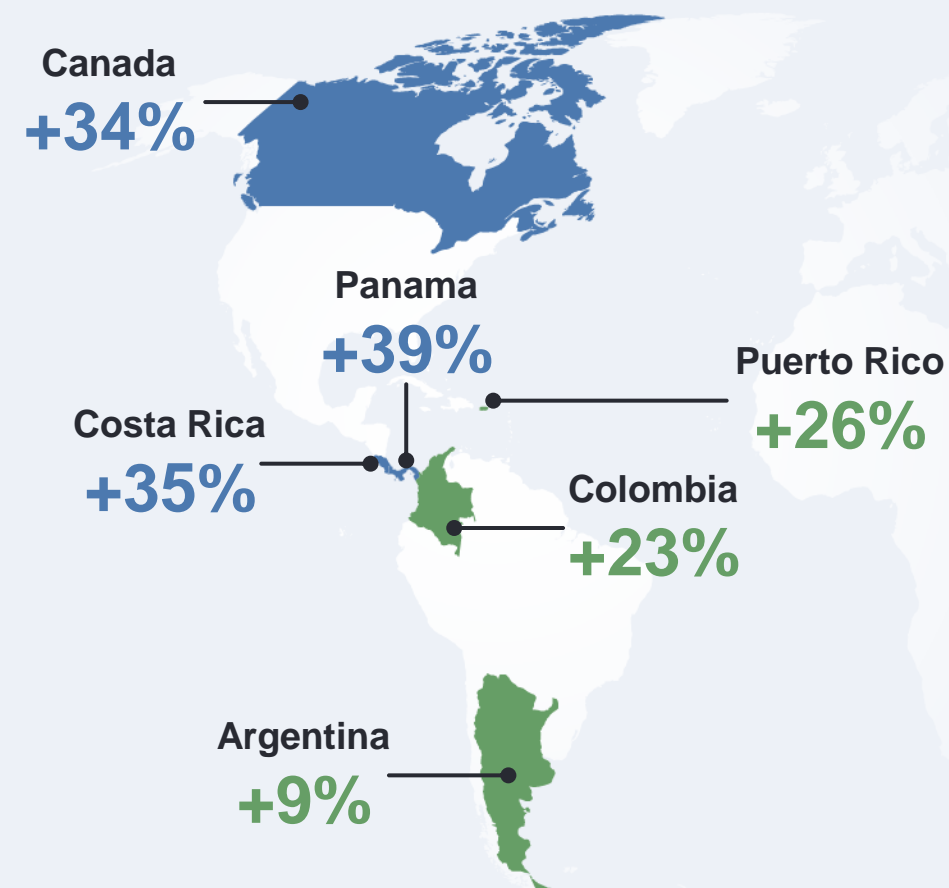 Canada
+34%
Panama
+39%
Puerto Rico
+26%
Costa Rica
+35%
Colombia
+23%
Argentina
+9%